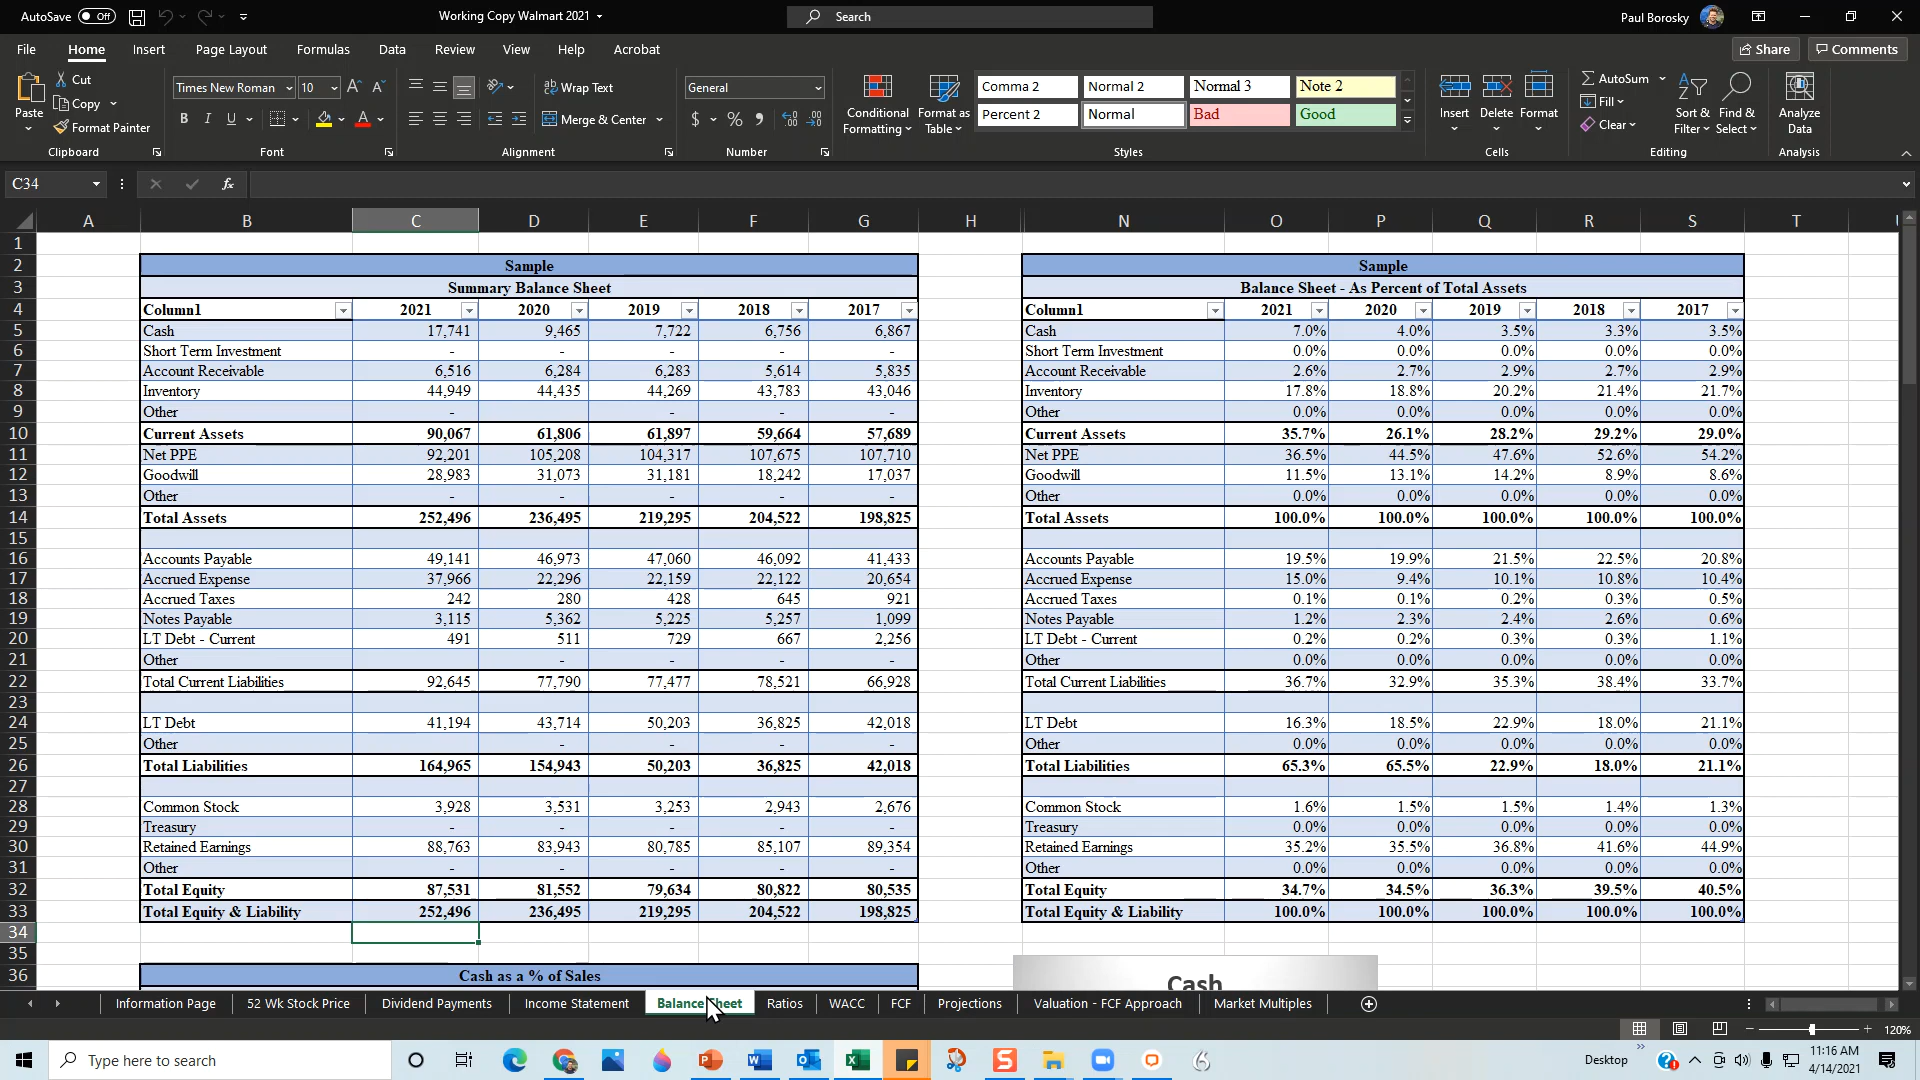 AutoSave Off Working Copy Walmart 2021 Search Paul Borosky
File Home Insert Page Layout Formulas Data Review View Help Acrobat Share Comments
Paste Cut Copy Format Painter Clipboard
Times New Roman 10 B I U A Font
Wrap Text Merge & Center Alignment
General $ % Number
Conditional Formatting Format as Table
Comma 2 Normal 2 Normal 3 Note 2
Percent 2 Normal Bad Good
Styles
Insert Delete Format Cells
AutoSum Fill Clear Sort & Filter Find & Select Editing
Analyze Data Analysis
C34 fx
A B C D E F G H N O P Q R S T
1
2 Sample Sample
3 Summary Balance Sheet Balance Sheet - As Percent of Total Assets
4 Column1 2021 2020 2019 2018 2017 Column1 2021 2020 2019 2018 2017
5 Cash 17,741 9,465 7,722 6,756 6,867 Cash 7.0% 4.0% 3.5% 3.3% 3.5%
6 Short Term Investment - - - - - Short Term Investment 0.0% 0.0% 0.0% 0.0% 0.0%
7 Account Receivable 6,516 6,284 6,283 5,614 5,835 Account Receivable 2.6% 2.7% 2.9% 2.7% 2.9%
8 Inventory 44,949 44,435 44,269 43,783 43,046 Inventory 17.8% 18.8% 20.2% 21.4% 21.7%
9 Other - - - - - Other 0.0% 0.0% 0.0% 0.0% 0.0%
10 Current Assets 90,067 61,806 61,897 59,664 57,689 Current Assets 35.7% 26.1% 28.2% 29.2% 29.0%
11 Net PPE 92,201 105,208 104,317 107,675 107,710 Net PPE 36.5% 44.5% 47.6% 52.6% 54.2%
12 Goodwill 28,983 31,073 31,181 18,242 17,037 Goodwill 11.5% 13.1% 14.2% 8.9% 8.6%
13 Other - - - - - Other 0.0% 0.0% 0.0% 0.0% 0.0%
14 Total Assets 252,496 236,495 219,295 204,522 198,825 Total Assets 100.0% 100.0% 100.0% 100.0% 100.0%
15
16 Accounts Payable 49,141 46,973 47,060 46,092 41,433 Accounts Payable 19.5% 19.9% 21.5% 22.5% 20.8%
17 Accrued Expense 37,966 22,296 22,159 22,122 20,654 Accrued Expense 15.0% 9.4% 10.1% 10.8% 10.4%
18 Accrued Taxes 242 280 428 645 921 Accrued Taxes 0.1% 0.1% 0.2% 0.3% 0.5%
19 Notes Payable 3,115 5,362 5,225 5,257 1,099 Notes Payable 1.2% 2.3% 2.4% 2.6% 0.6%
20 LT Debt - Current 491 511 729 667 2,256 LT Debt - Current 0.2% 0.2% 0.3% 0.3% 1.1%
21 Other - - - - Other 0.0% 0.0% 0.0% 0.0% 0.0%
22 Total Current Liabilities 92,645 77,790 77,477 78,521 66,928 Total Current Liabilities 36.7% 32.9% 35.3% 38.4% 33.7%
23
24 LT Debt 41,194 43,714 50,203 36,825 42,018 LT Debt 16.3% 18.5% 22.9% 18.0% 21.1%
25 Other - - - - Other 0.0% 0.0% 0.0% 0.0% 0.0%
26 Total Liabilities 164,965 154,943 50,203 36,825 42,018 Total Liabilities 65.3% 65.5% 22.9% 18.0% 21.1%
27
28 Common Stock 3,928 3,531 3,253 2,943 2,676 Common Stock 1.6% 1.5% 1.5% 1.4% 1.3%
29 Treasury - - - - - Treasury 0.0% 0.0% 0.0% 0.0% 0.0%
30 Retained Earnings 88,763 83,943 80,785 85,107 89,354 Retained Earnings 35.2% 35.5% 36.8% 41.6% 44.9%
31 Other - - - - - Other 0.0% 0.0% 0.0% 0.0% 0.0%
32 Total Equity 87,531 81,552 79,634 80,822 80,535 Total Equity 34.7% 34.5% 36.3% 39.5% 40.5%
33 Total Equity & Liability 252,496 236,495 219,295 204,522 198,825 Total Equity & Liability 100.0% 100.0% 100.0% 100.0% 100.0%
34
35
36 Cash as a % of Sales Cash
Information Page 52 Wk Stock Price Dividend Payments Income Statement Balance Sheet Ratios WACC FCF Projections Valuation - FCF Approach Market Multiples
120%
Type here to search Desktop 11:16 AM
4/14/2021